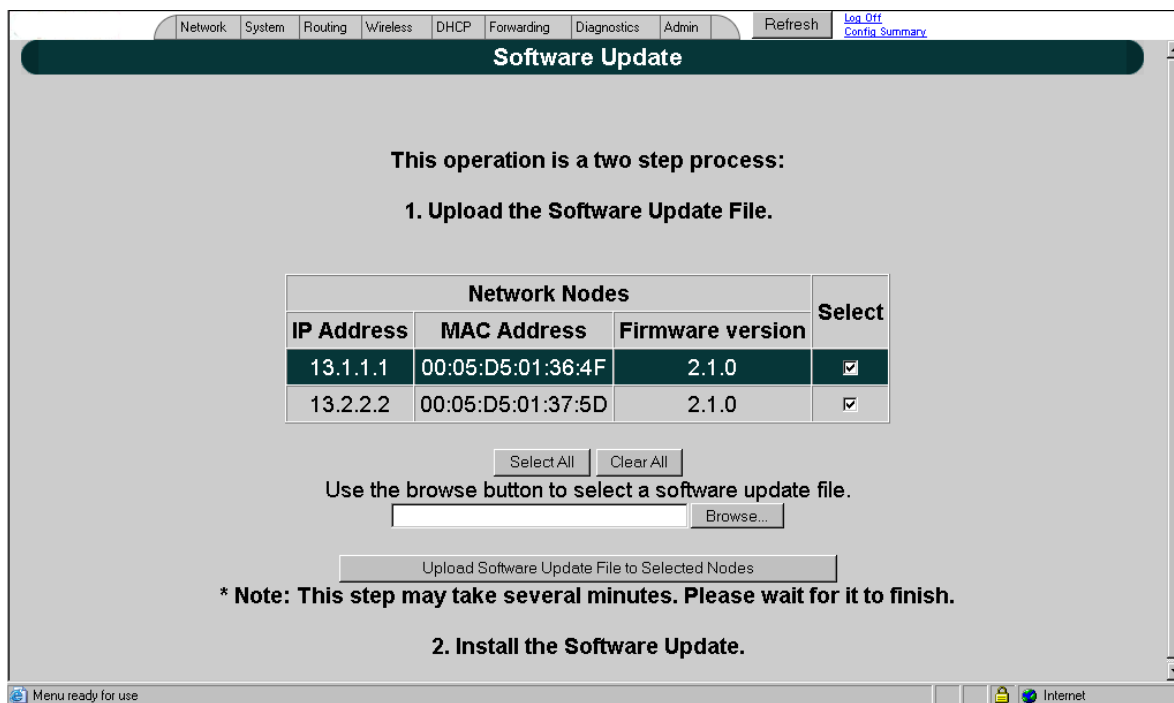 Network System Routing Wireless DHCP Forwarding Diagnostics Admin Refresh Log Off
Config Summary
Software Update
This operation is a two step process:
1. Upload the Software Update File.
Network Nodes Select
IP Address MAC Address Firmware version
13.1.1.1 00:05:D5:01:36:4F 2.1.0
13.2.2.2 00:05:D5:01:37:5D 2.1.0
Select All Clear All
Use the browse button to select a software update file.
Browse...
Upload Software Update File to Selected Nodes
* Note: This step may take several minutes. Please wait for it to finish.
2. Install the Software Update.
Menu ready for use Internet